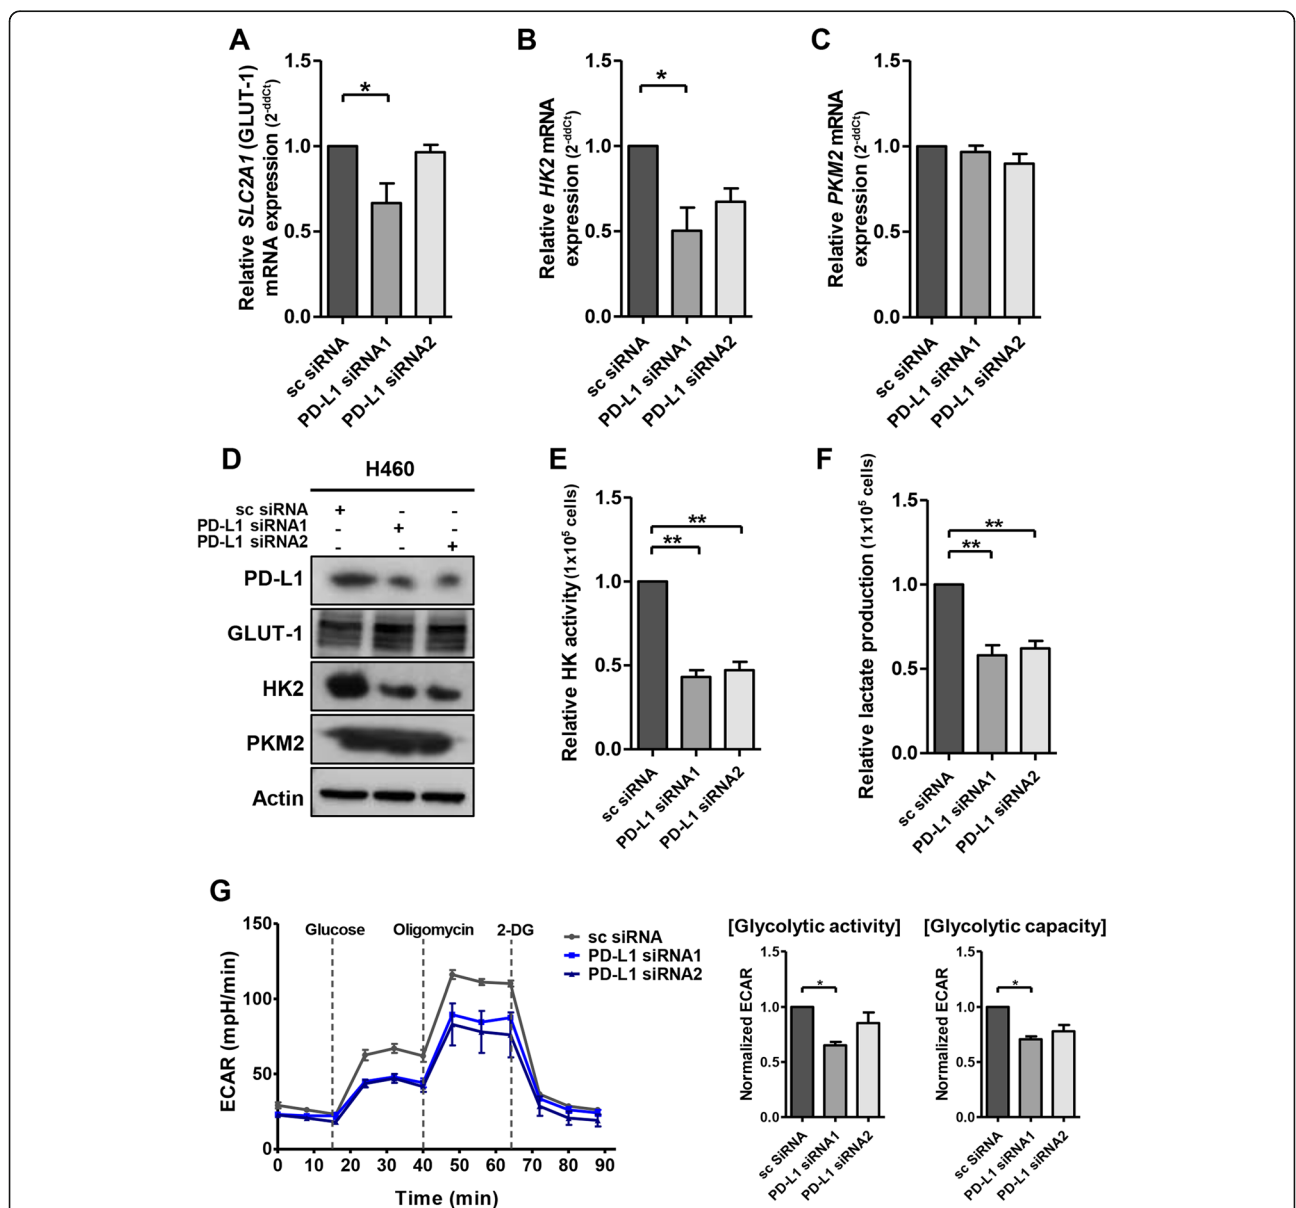 A
Relative SLC2A1 (GLUT-1)
mRNA expression (2-ddCt)
1.5
1.0
0.5
0.0
*
sc siRNA
PD-L1 siRNA1
PD-L1 siRNA2
B
Relative HK2 mRNA
expression (2-ddCt)
1.5
1.0
0.5
0.0
*
sc siRNA
PD-L1 siRNA1
PD-L1 siRNA2
C
Relative PKM2 mRNA
expression (2-ddCt)
1.5
1.0
0.5
0.0
sc siRNA
PD-L1 siRNA1
PD-L1 siRNA2
D
H460
sc siRNA + - -
PD-L1 siRNA1 - + -
PD-L1 siRNA2 - - +
PD-L1
GLUT-1
HK2
PKM2
Actin
E
Relative HK activity (1x10⁵ cells)
1.5
1.0
0.5
0.0
**
**
sc siRNA
PD-L1 siRNA1
PD-L1 siRNA2
F
Relative lactate production (1x10⁵ cells)
1.5
1.0
0.5
0.0
**
**
sc siRNA
PD-L1 siRNA1
PD-L1 siRNA2
G
ECAR (mpH/min)
150
100
50
0
Glucose Oligomycin 2-DG
sc siRNA
PD-L1 siRNA1
PD-L1 siRNA2
0 10 20 30 40 50 60 70 80 90
Time (min)
[Glycolytic activity]
Normalized ECAR
1.5
1.0
0.5
0.0
*
sc SiRNA
PD-L1 siRNA1
PD-L1 siRNA2
[Glycolytic capacity]
Normalized ECAR
1.5
1.0
0.5
0.0
*
sc siRNA
PD-L1 siRNA1
PD-L1 siRNA2